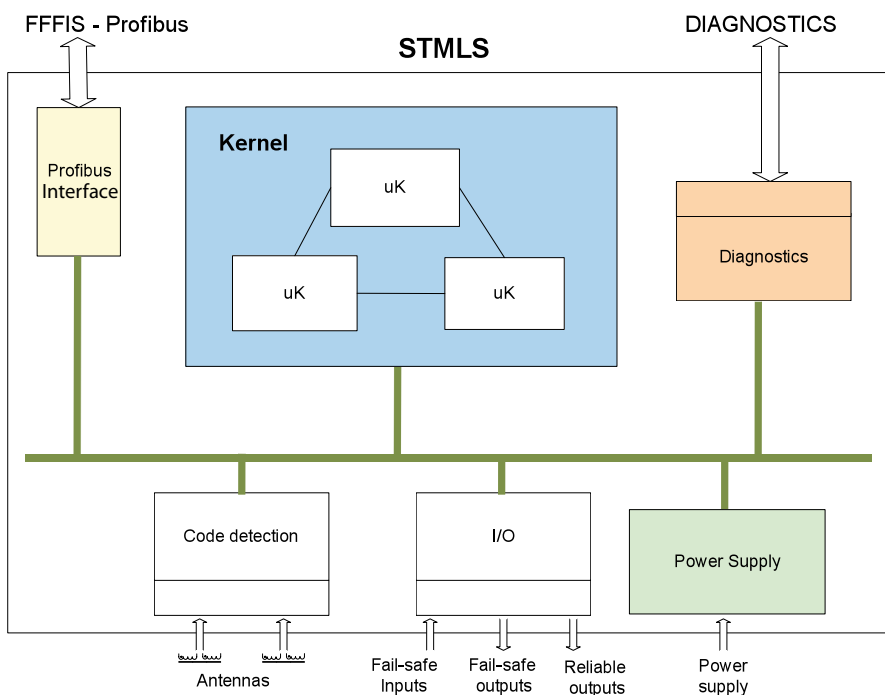 FFFIS - Profibus
DIAGNOSTICS
STMLS
Profibus
Interface
Kernel
uK
uK
uK
Diagnostics
Code detection
I/O
Power Supply
Antennas
Fail-safe
Inputs
Fail-safe
outputs
Reliable
outputs
Power
supply